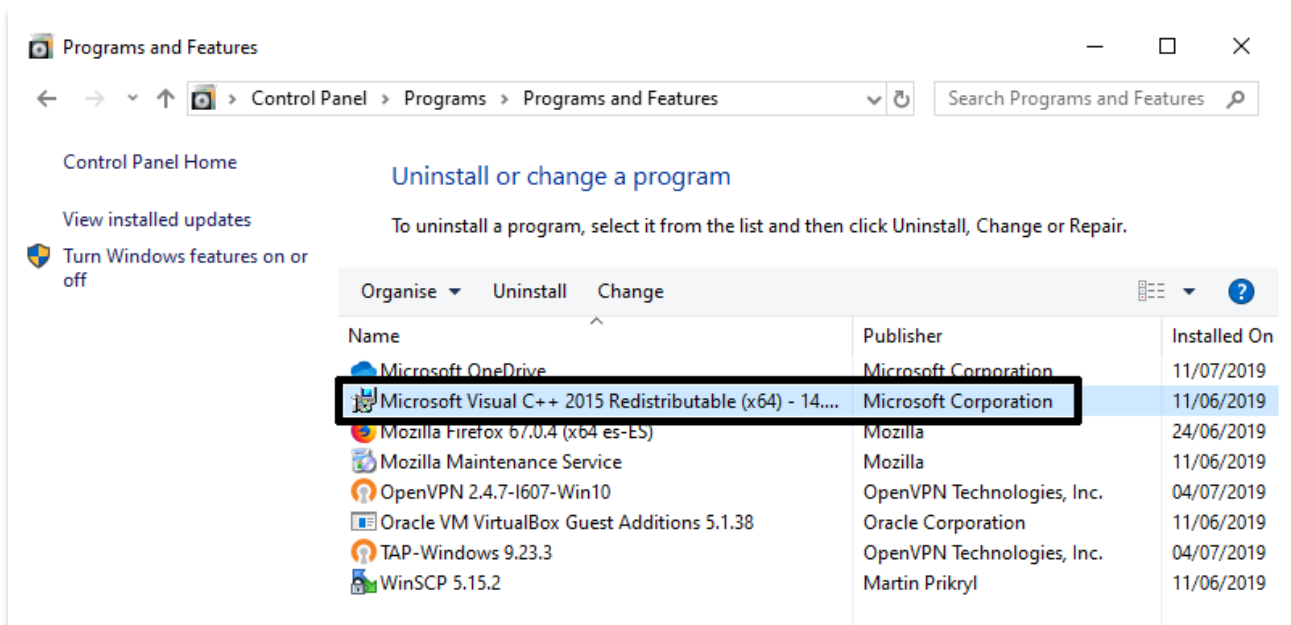 Programs and Features
Control Panel > Programs > Programs and Features
Search Programs and Features
Control Panel Home
View installed updates
Turn Windows features on or
off
Uninstall or change a program
To uninstall a program, select it from the list and then click Uninstall, Change or Repair.
Organise Uninstall Change
Name Publisher Installed On
Microsoft OneDrive Microsoft Corporation 11/07/2019
Microsoft Visual C++ 2015 Redistributable (x64) - 14.... Microsoft Corporation 11/06/2019
Mozilla Firefox 67.0.4 (x64 es-ES) Mozilla 24/06/2019
Mozilla Maintenance Service Mozilla 11/06/2019
OpenVPN 2.4.7-I607-Win10 OpenVPN Technologies, Inc. 04/07/2019
Oracle VM VirtualBox Guest Additions 5.1.38 Oracle Corporation 11/06/2019
TAP-Windows 9.23.3 OpenVPN Technologies, Inc. 04/07/2019
WinSCP 5.15.2 Martin Prikryl 11/06/2019